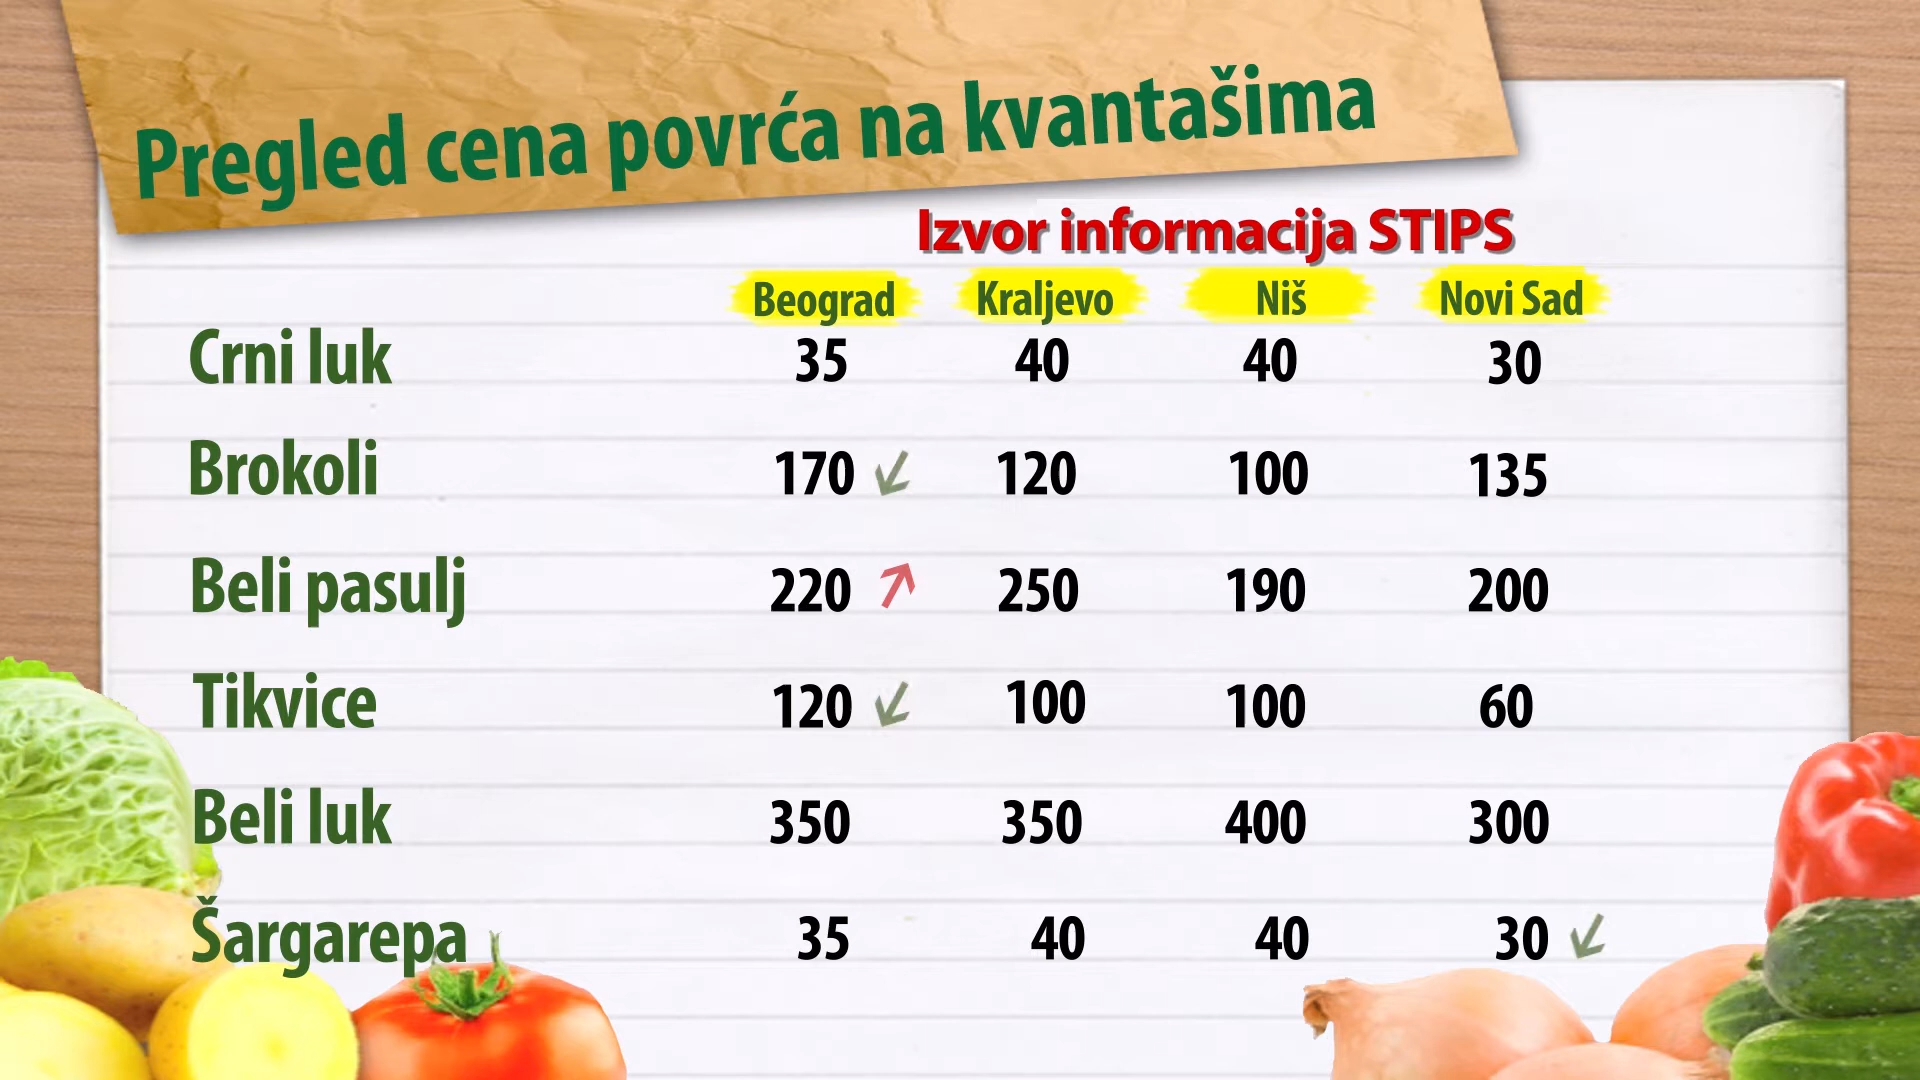 Pregled cena povrća na kvantašima
Izvor informacija STIPS
Beograd Kraljevo Niš Novi Sad
Crni luk 35 40 40 30
Brokoli 170 120 100 135
Beli pasulj 220 250 190 200
Tikvice 120 100 100 60
Beli luk 350 350 400 300
Šargarepa 35 40 40 30